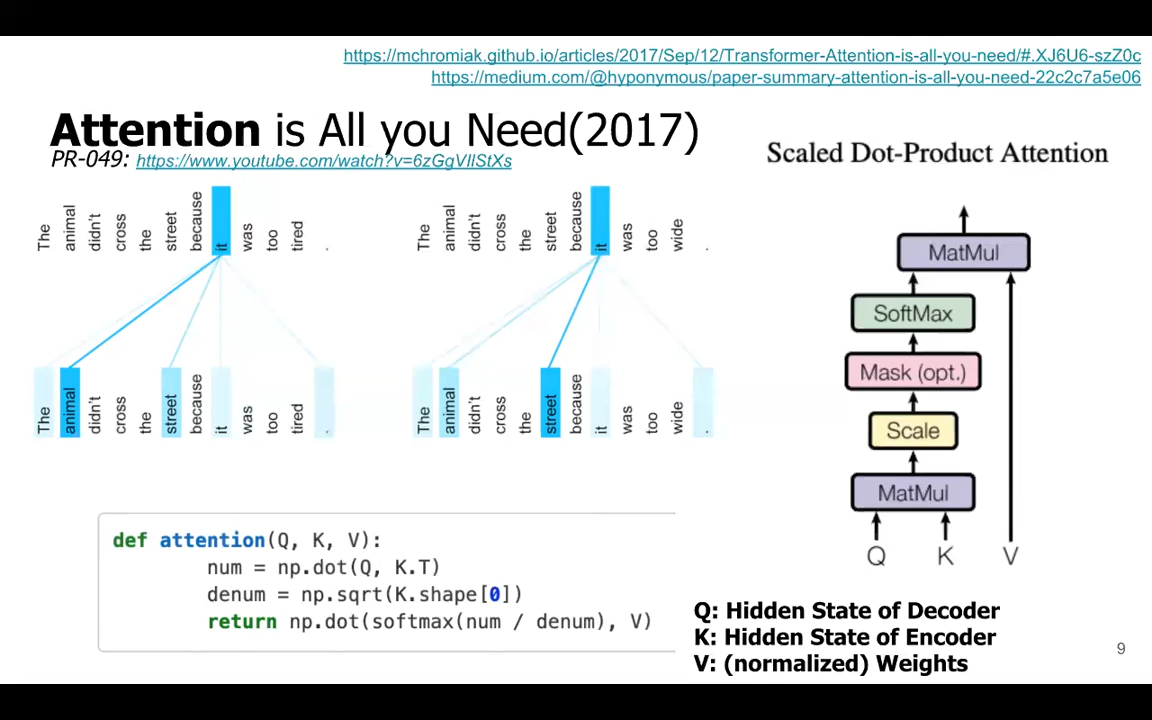 https://mchromiak.github.io/articles/2017/Sep/12/Transformer-Attention-is-all-you-need/#.XJ6U6-szZ0c
https://medium.com/@hyponymous/paper-summary-attention-is-all-you-need-22c2c7a5e06
Attention is All you Need(2017)
PR-049: https://www.youtube.com/watch?v=6zGgVIlStXs
The animal didn't cross the street because it was too tired .
The animal didn't cross the street because it was too tired .
The animal didn't cross the street because it was too wide .
The animal didn't cross the street because it was too wide .
Scaled Dot-Product Attention
MatMul
SoftMax
Mask (opt.)
Scale
MatMul
Q K V
def attention(Q, K, V):
num = np.dot(Q, K.T)
denum = np.sqrt(K.shape[0])
return np.dot(softmax(num / denum), V)
Q: Hidden State of Decoder
K: Hidden State of Encoder
V: (normalized) Weights
9